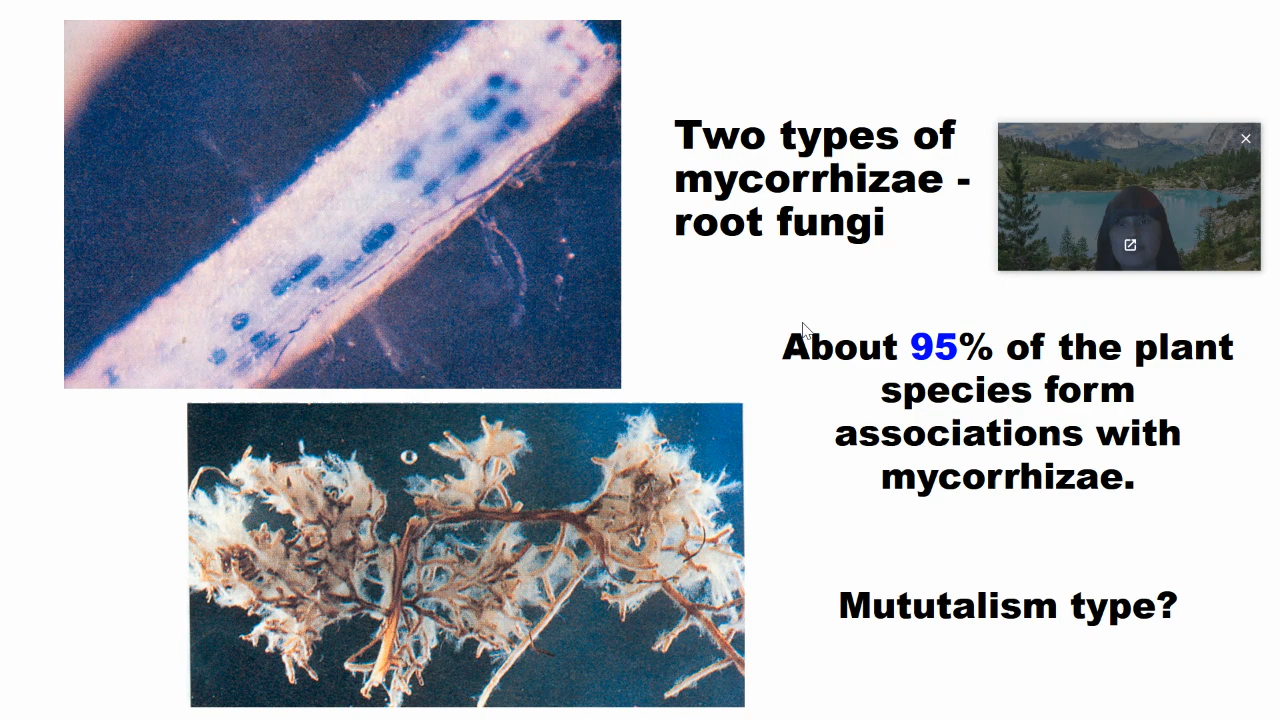 Two types of
mycorrhizae -
root fungi
About 95% of the plant
species form
associations with
mycorrhizae.
Mututalism type?